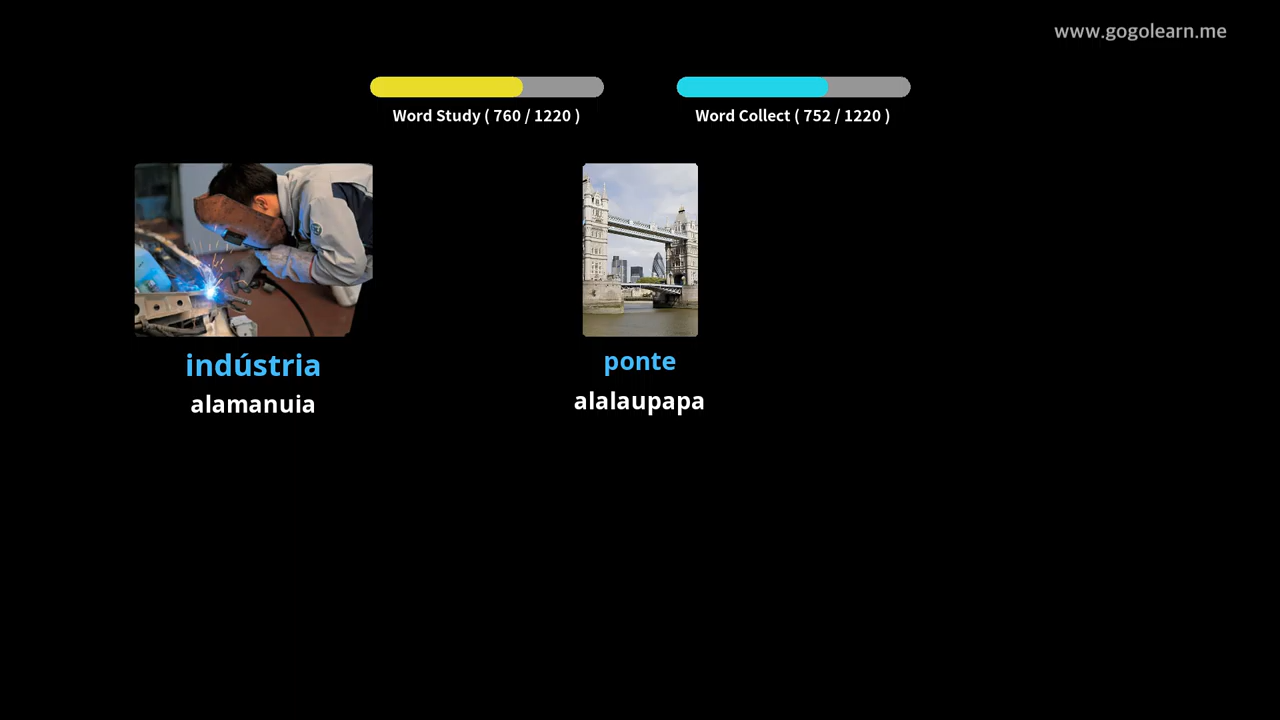 www.gogolearn.me
Word Study ( 760 / 1220 )
Word Collect ( 752 / 1220 )
indústria
alamanuia
ponte
alalaupapa